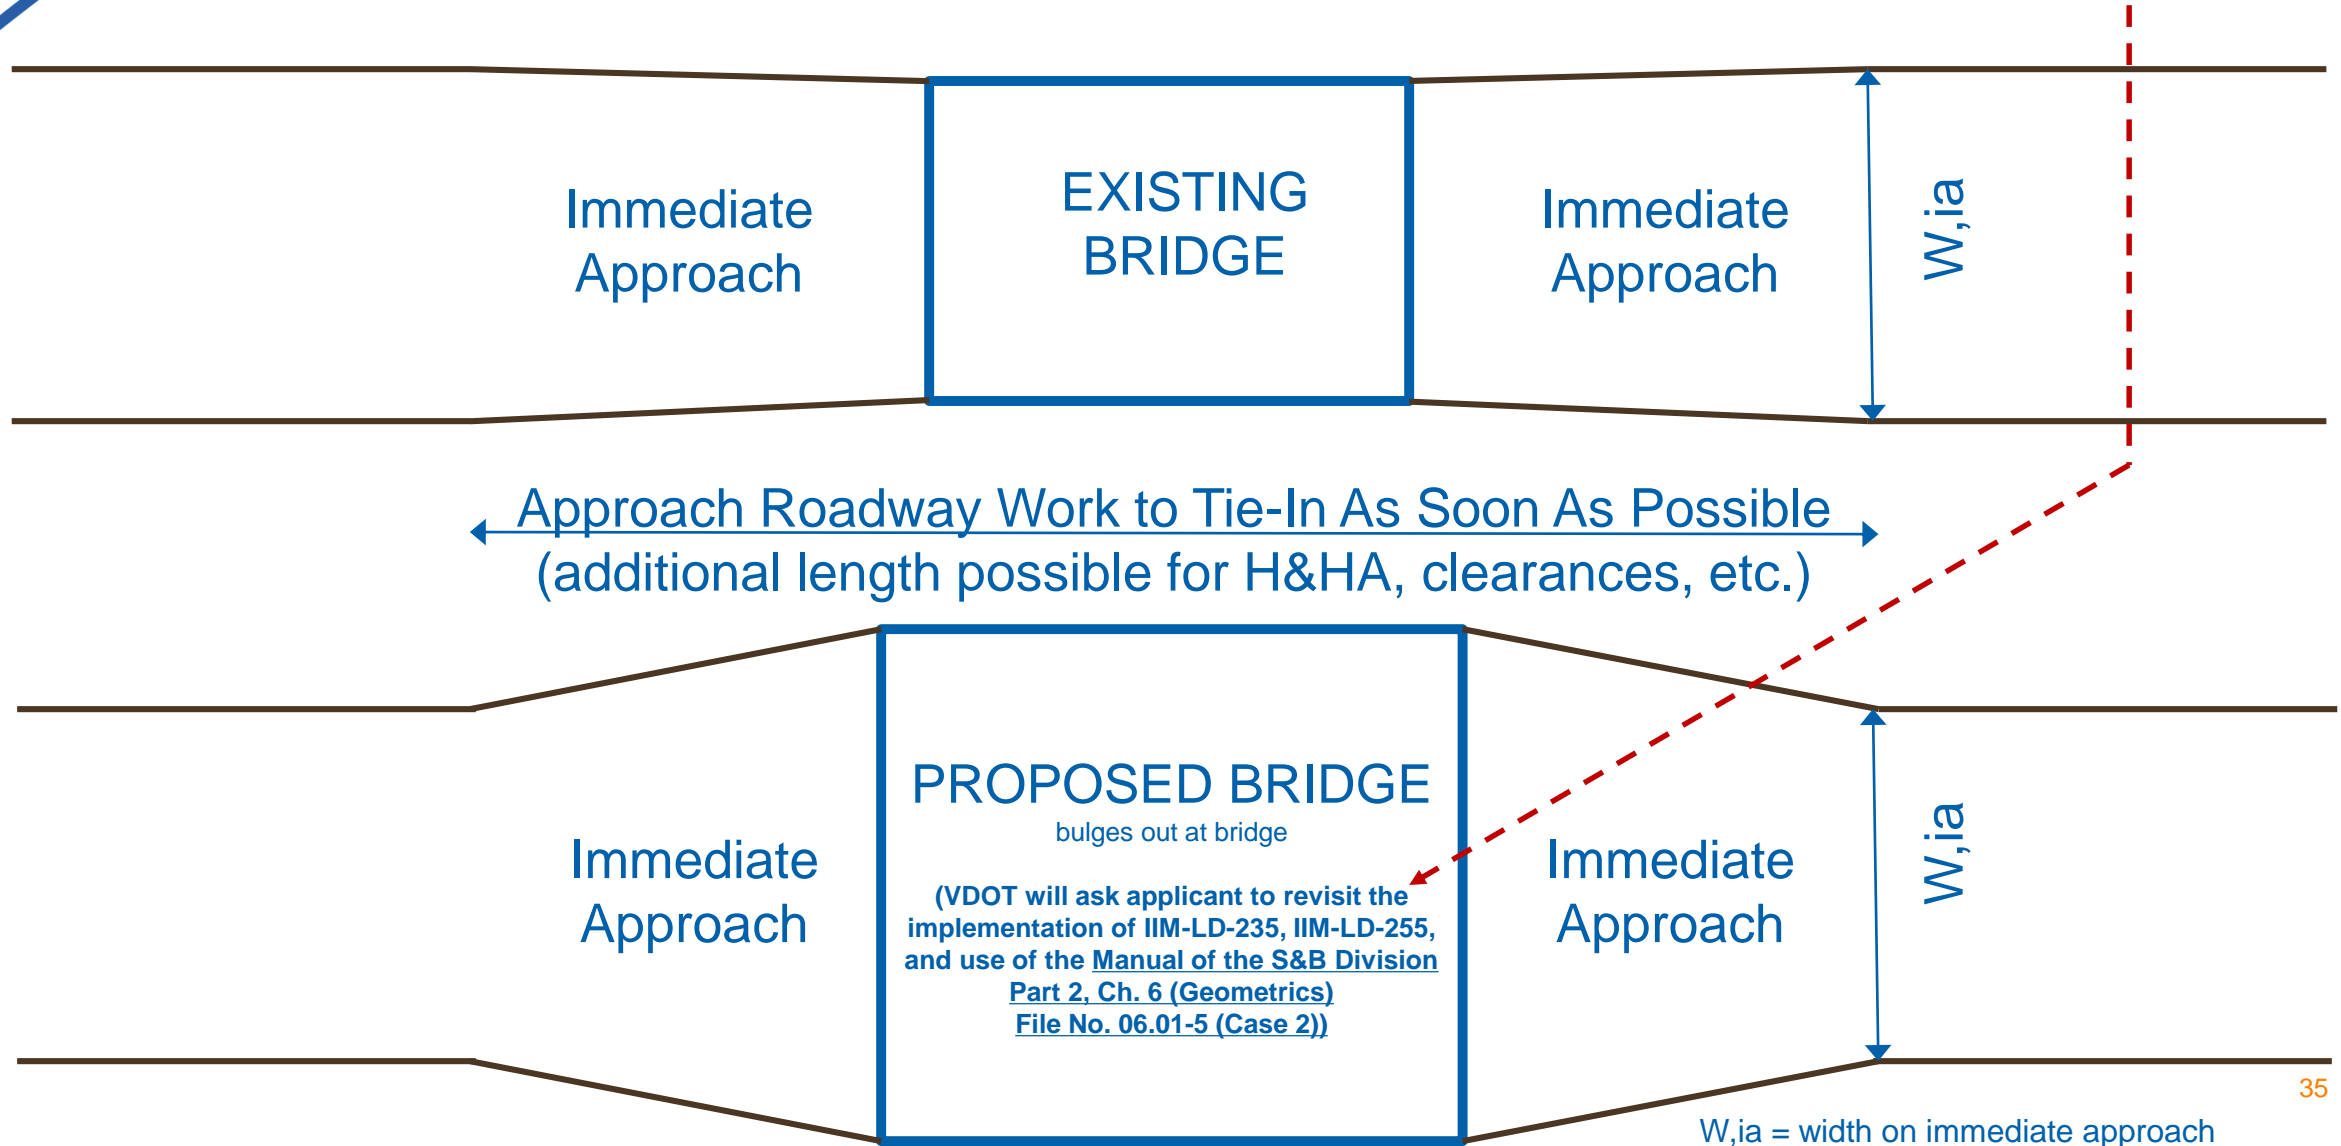 Immediate
Approach
EXISTING
BRIDGE
Immediate
Approach
W,ia
Approach Roadway Work to Tie-In As Soon As Possible
(additional length possible for H&HA, clearances, etc.)
Immediate
Approach
PROPOSED BRIDGE
bulges out at bridge
(VDOT will ask applicant to revisit the
implementation of IIM-LD-235, IIM-LD-255,
and use of the Manual of the S&B Division
Part 2, Ch. 6 (Geometrics)
File No. 06.01-5 (Case 2))
Immediate
Approach
W,ia
35
W,ia = width on immediate approach